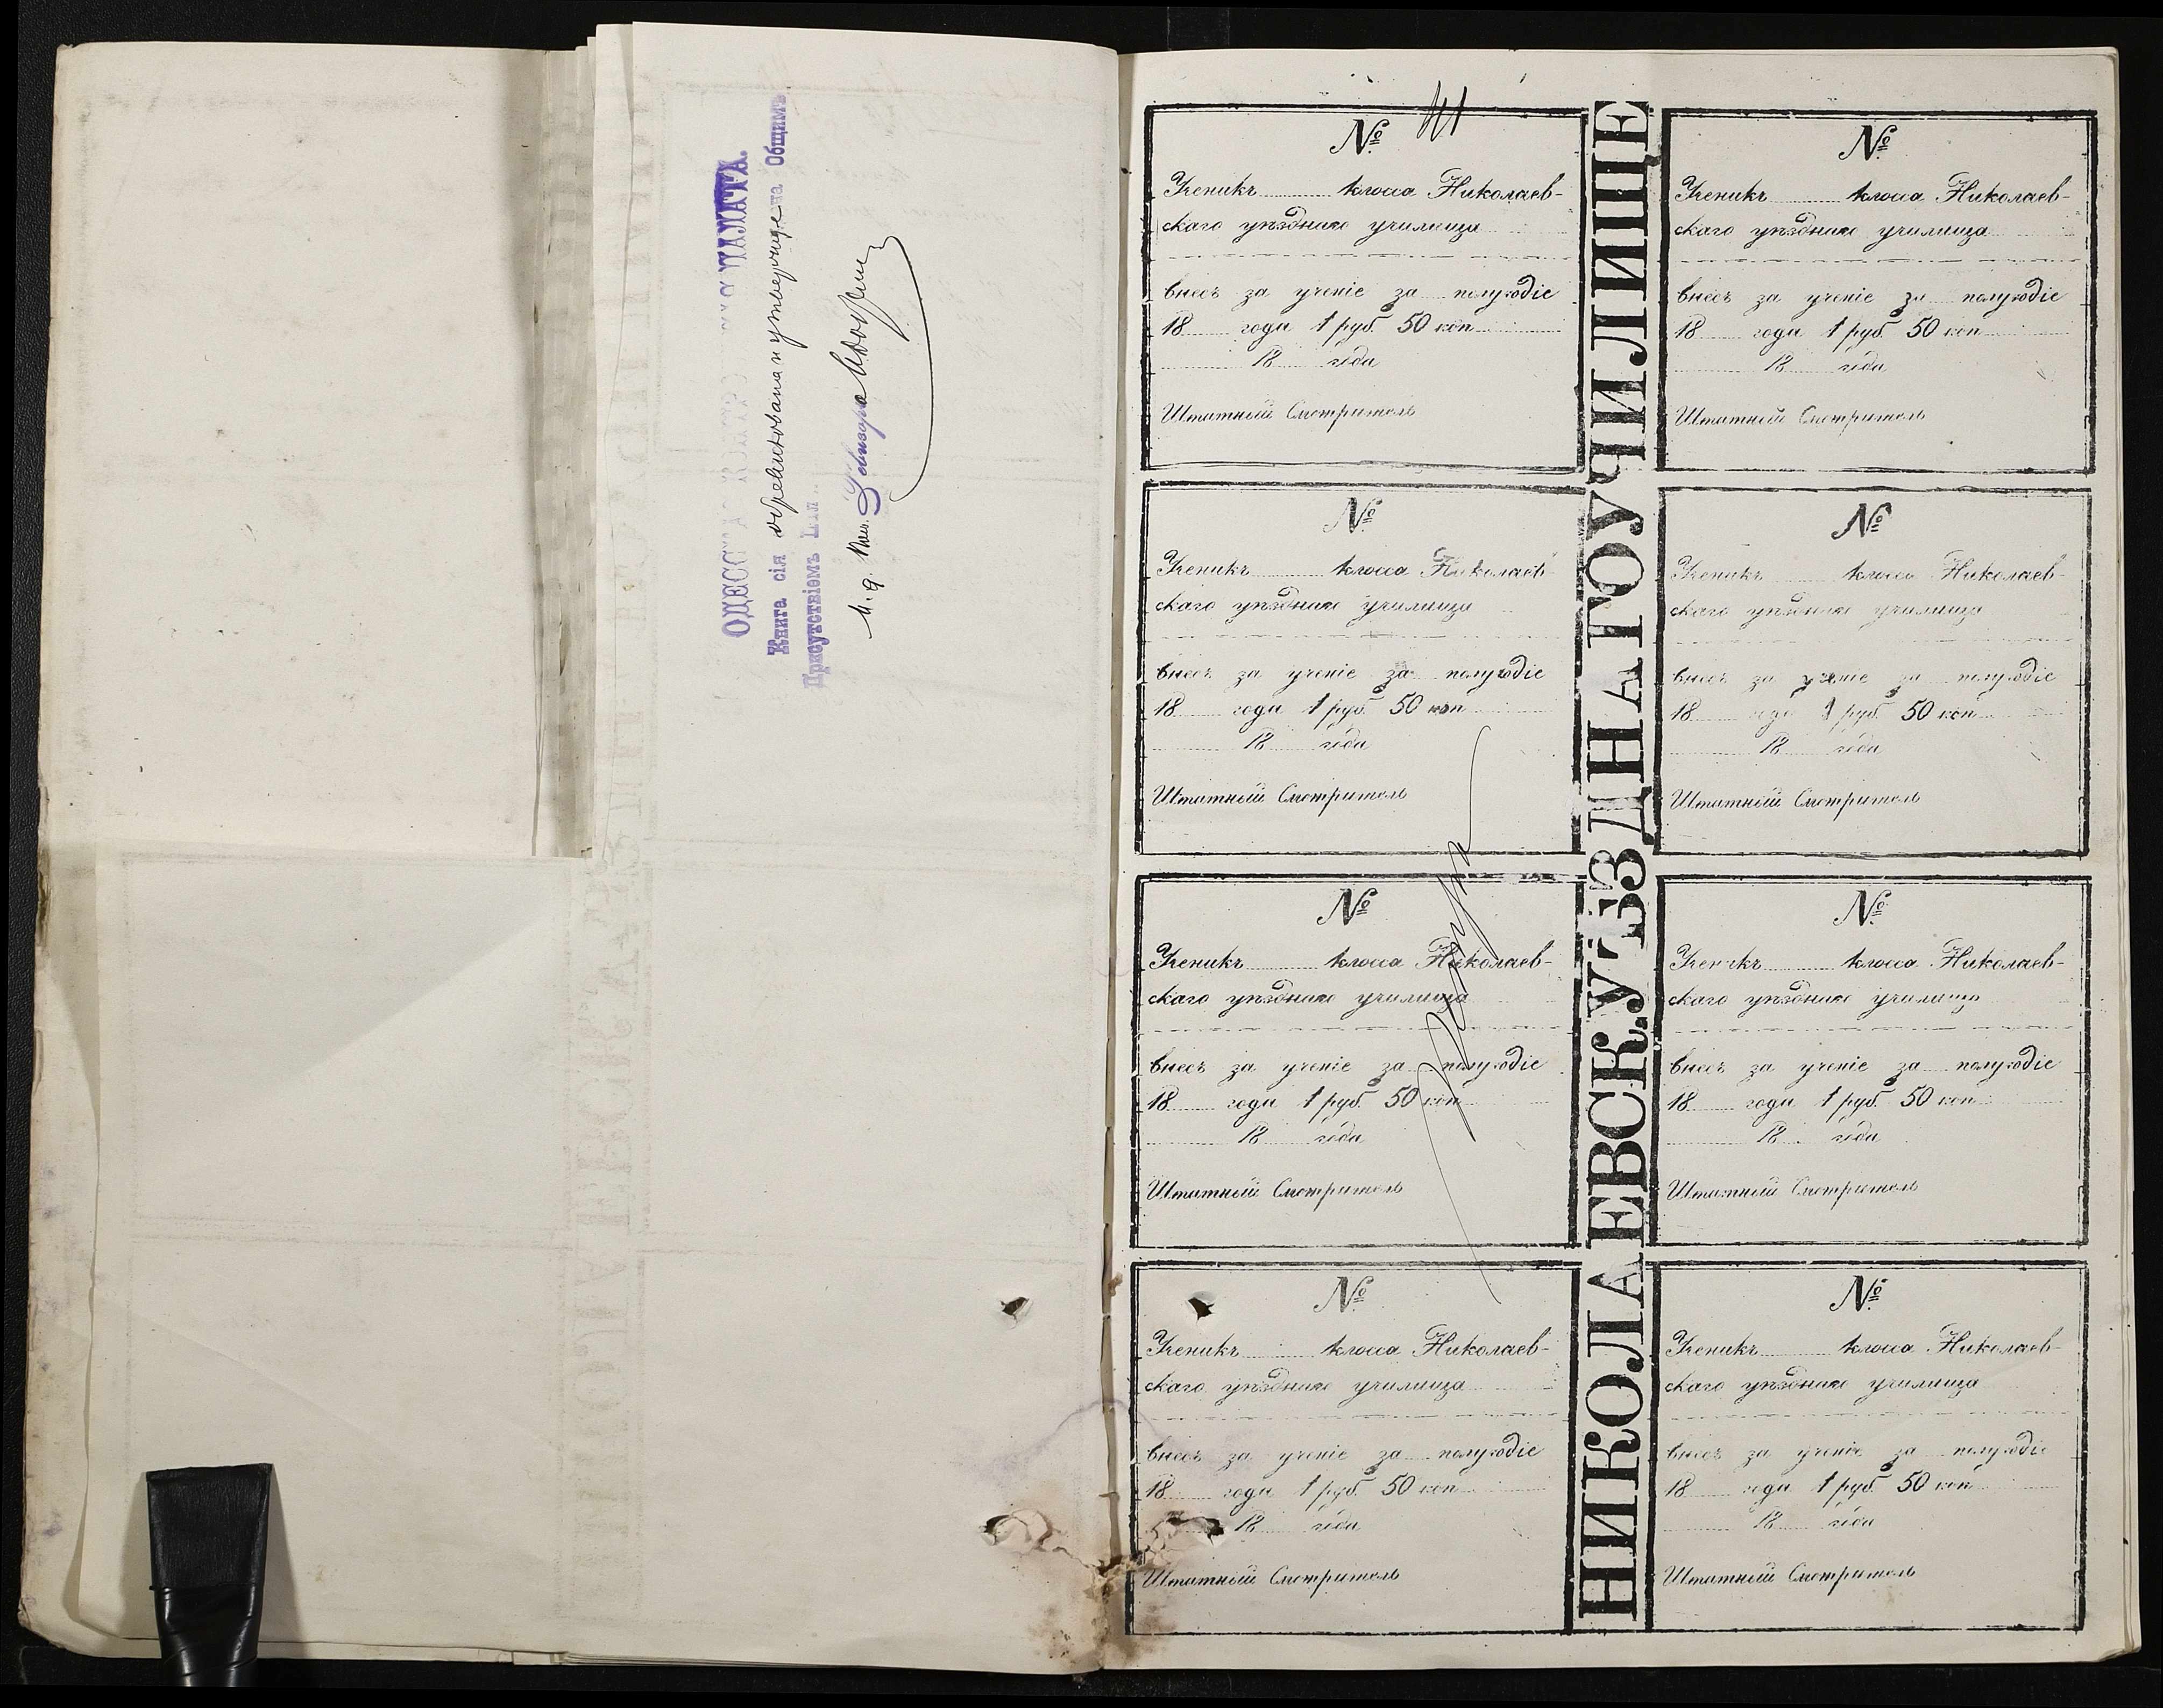 ПАЛАТА.
Книга сія обревизована и утверждена Общимъ
Присутствіемъ
И. д. Ревизора
41
№
Ученикъ класса Николаев-
скаго уѣзднаго училища
внесъ за ученіе за полугодіе
18 года 1 руб. 50 коп
18 года
Штатный Смотритель
№
Ученикъ класса Николаев-
скаго уѣзднаго училища
внесъ за ученіе за полугодіе
18 года 1 руб. 50 коп
18 года
Штатный Смотритель
№
Ученикъ класса Николаев-
скаго уѣзднаго училища
внесъ за ученіе за полугодіе
18 года 1 руб. 50 коп
18 года
Штатный Смотритель
№
Ученикъ класса Николаев-
скаго уѣзднаго училища
внесъ за ученіе за полугодіе
18 года 1 руб. 50 коп
18 года
Штатный Смотритель
НИКОЛАЕВСК. УѢЗДНАГО УЧИЛИЩЕ
№
Ученикъ класса Николаев-
скаго уѣзднаго училища
внесъ за ученіе за полугодіе
18 года 1 руб. 50 коп
18 года
Штатный Смотритель
№
Ученикъ класса Николаев-
скаго уѣзднаго училища
внесъ за ученіе за полугодіе
18 года 1 руб. 50 коп
18 года
Штатный Смотритель
№
Ученикъ класса Николаев-
скаго уѣзднаго училища
внесъ за ученіе за полугодіе
18 года 1 руб. 50 коп
18 года
Штатный Смотритель
№
Ученикъ класса Николаев-
скаго уѣзднаго училища
внесъ за ученіе за полугодіе
18 года 1 руб. 50 коп
18 года
Штатный Смотритель